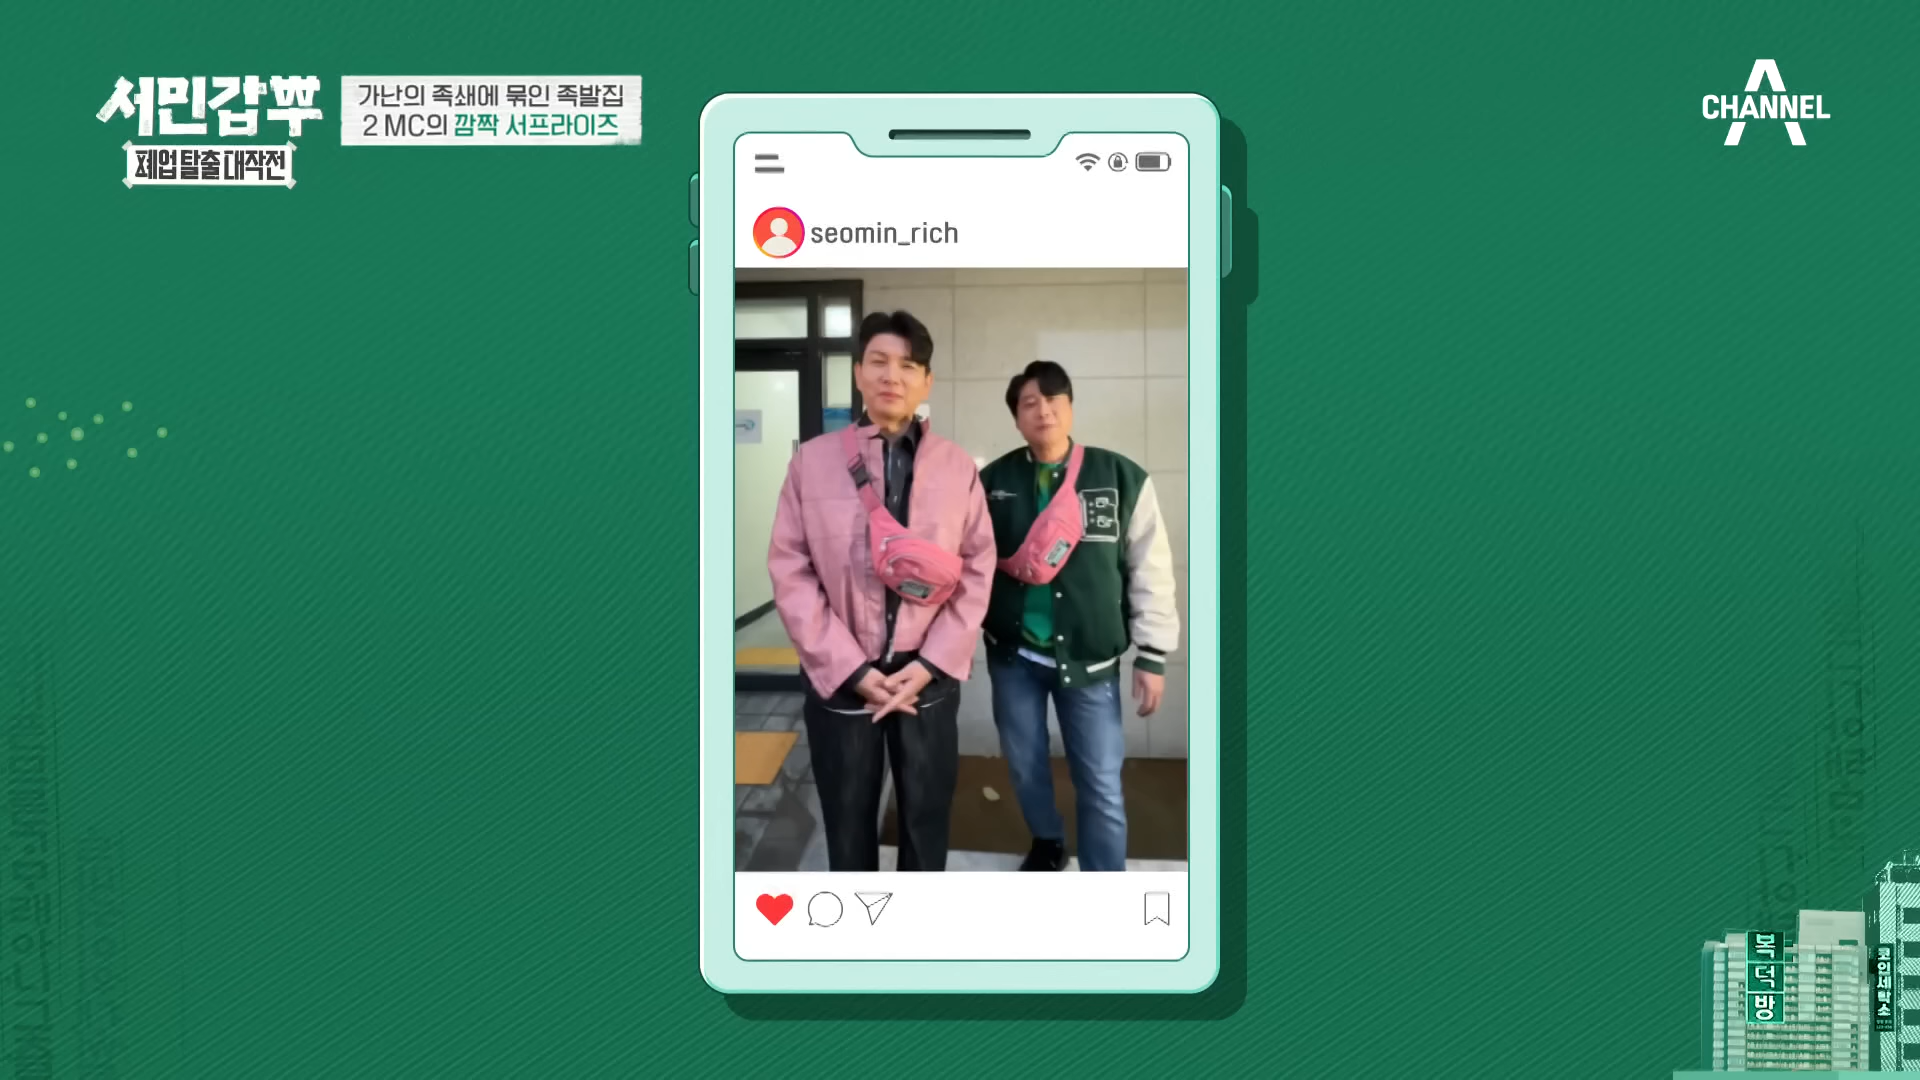 서민갑뿌
폐업탈출대작전
가난의 족쇄에 묶인 족발집
2 MC의 깜짝 서프라이즈
CHANNEL A
seomin_rich
복덕방
코인세탁소